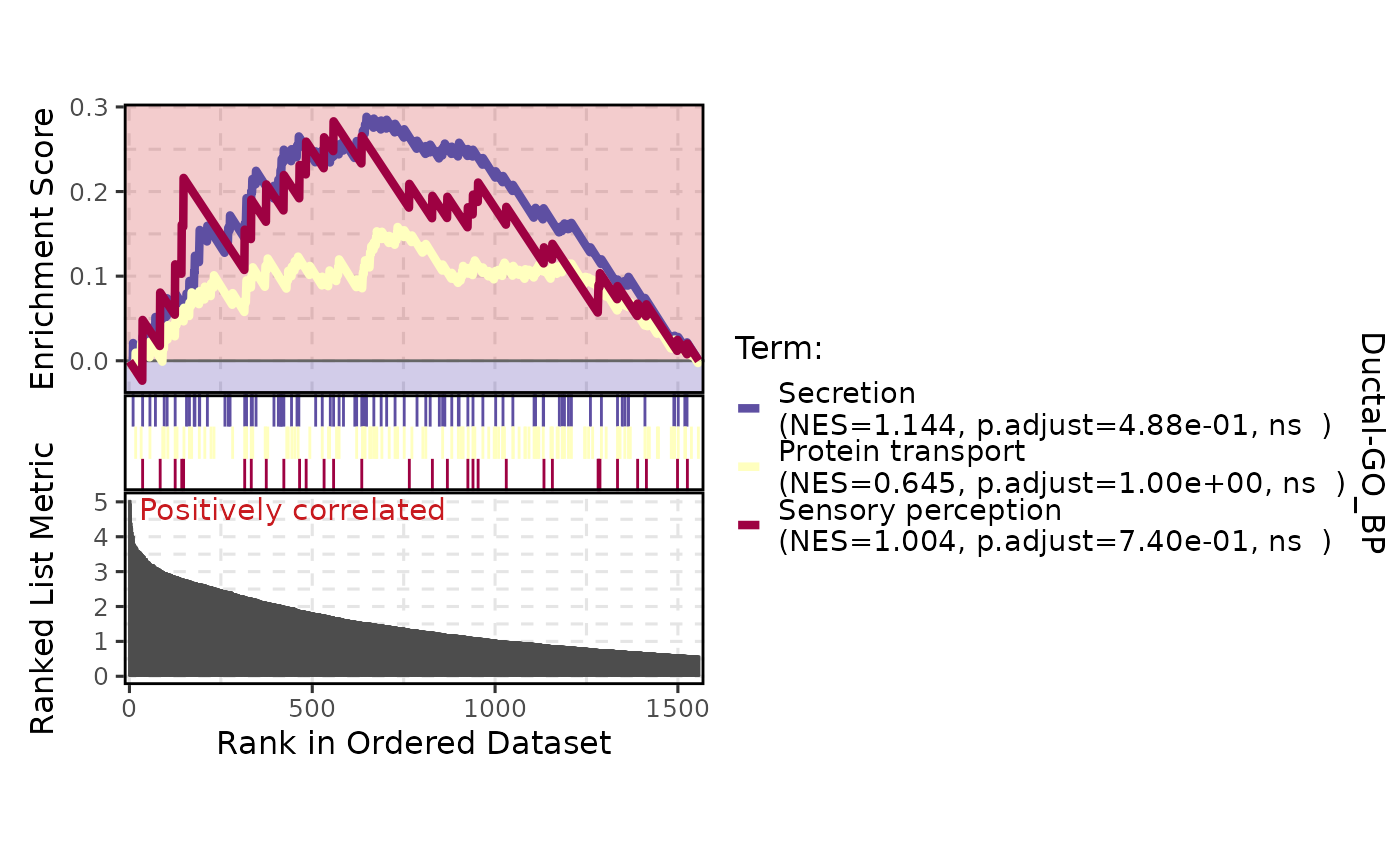 Enrichment Score
0.3
0.2
0.1
0.0
Ranked List Metric
5
4
3
2
1
0
Positively correlated
0
500
1000
1500
Rank in Ordered Dataset
Term:
Secretion
(NES=1.144, p.adjust=4.88e-01, ns  )
Protein transport
(NES=0.645, p.adjust=1.00e+00, ns  )
Sensory perception
(NES=1.004, p.adjust=7.40e-01, ns  )
Ductal-GO_BP